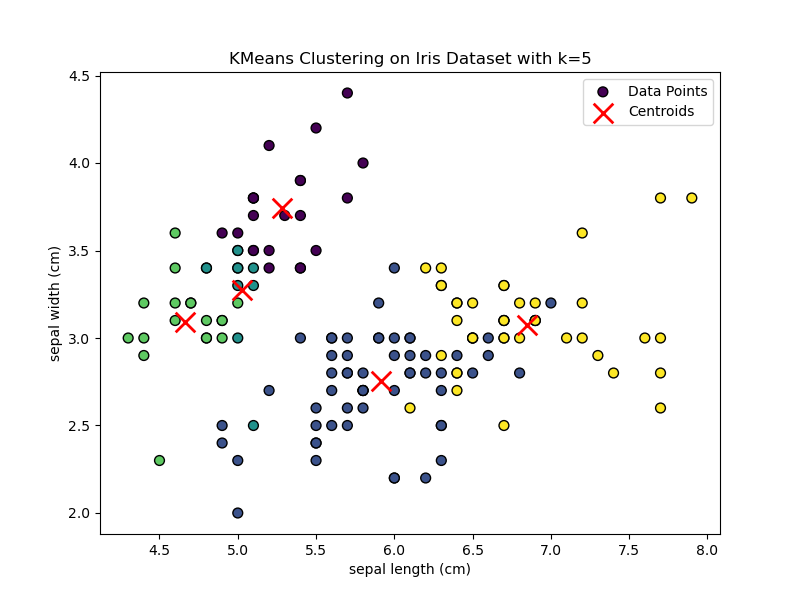 KMeans Clustering on Iris Dataset with k=5
Data Points
Centroids
sepal width (cm)
4.5
4.0
3.5
3.0
2.5
2.0
4.5 5.0 5.5 6.0 6.5 7.0 7.5 8.0
sepal length (cm)